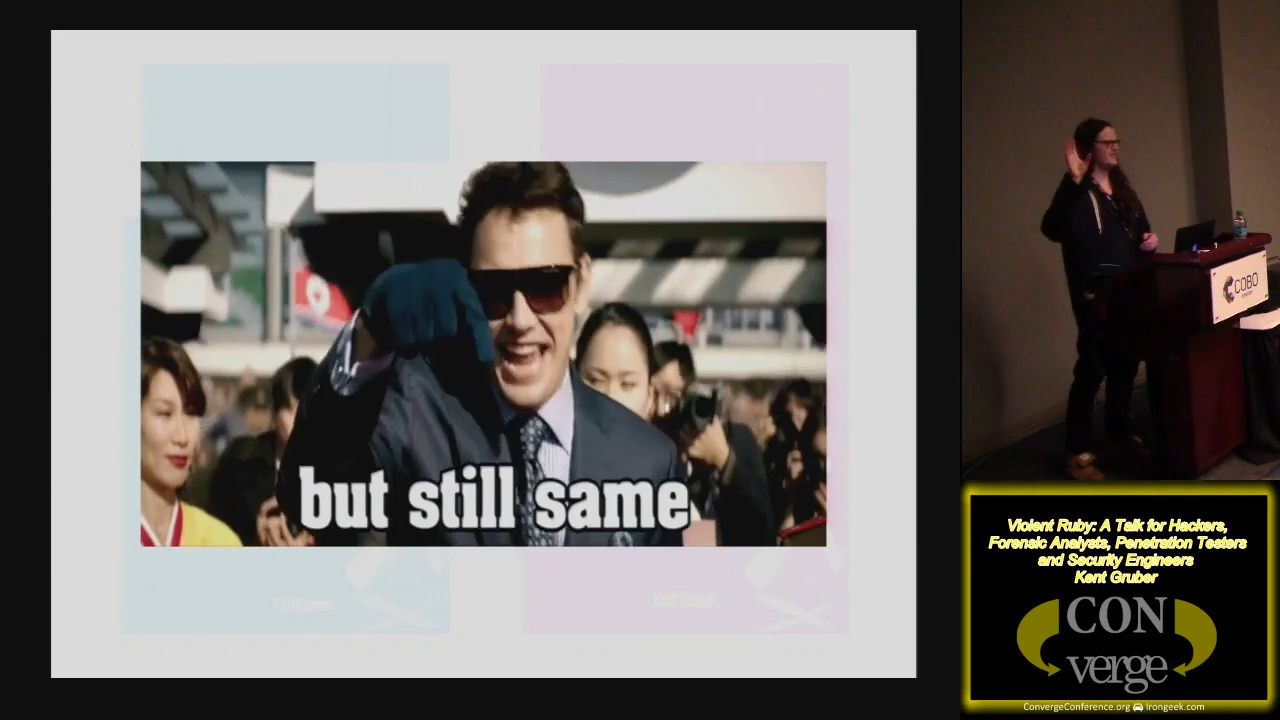 but still same
COBO
Violent Ruby: A Talk for Hackers,
Forensic Analysts, Penetration Testers
and Security Engineers
Kent Gruber
CON
verge
ConvergeConference.org
Irongeek.com